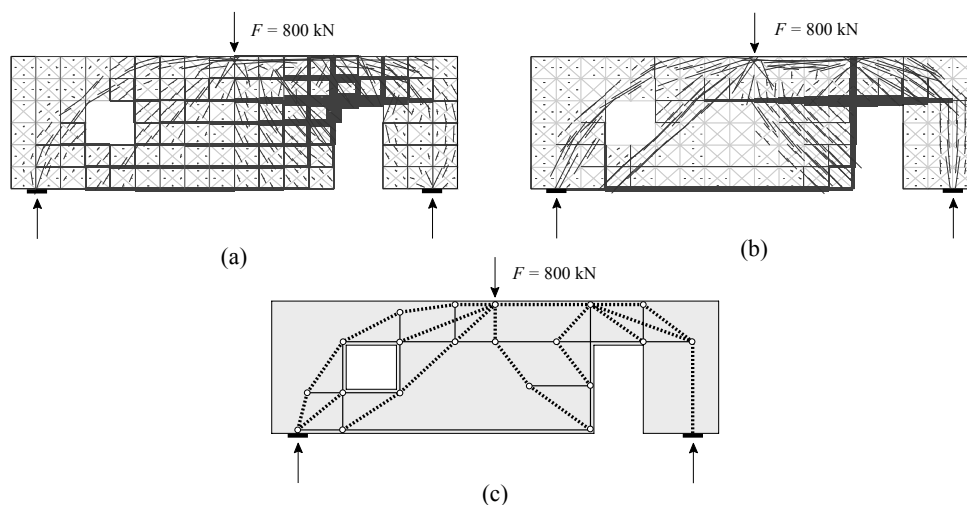 F = 800 kN
F = 800 kN
(a)
(b)
F = 800 kN
(c)